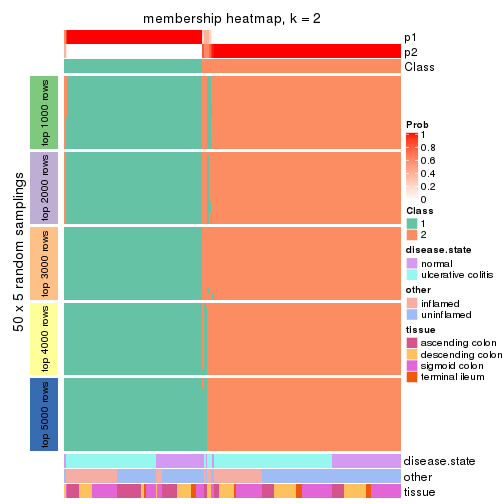 membership heatmap, k = 2
p1
p2
Class
50 x 5 random samplings
top 1000 rows
top 2000 rows
top 3000 rows
top 4000 rows
top 5000 rows
Prob
1
0.8
0.6
0.4
0.2
0
Class
1
2
disease.state
normal
ulcerative colitis
other
inflamed
uninflamed
tissue
ascending colon
descending colon
sigmoid colon
terminal ileum
disease.state
other
tissue